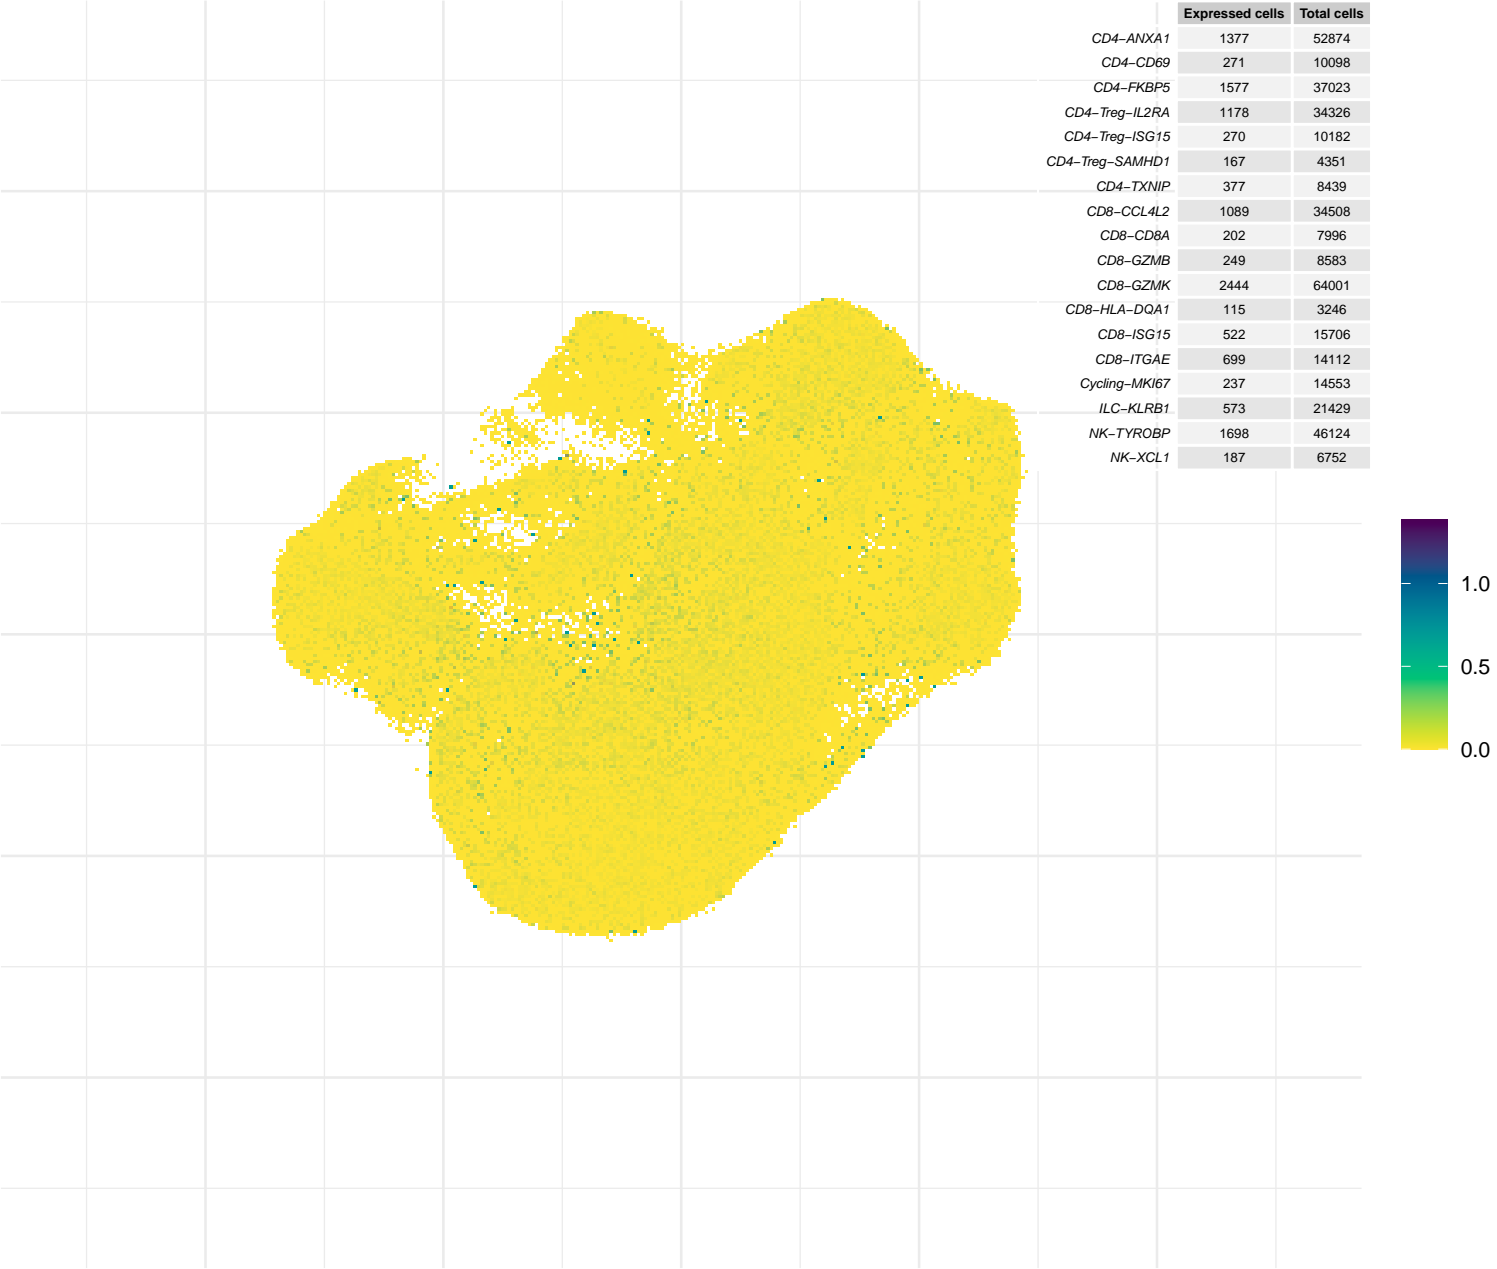 Expressed cells Total cells
CD4−ANXA1 1377 52874
CD4−CD69 271 10098
CD4−FKBP5 1577 37023
CD4−Treg−IL2RA 1178 34326
CD4−Treg−ISG15 270 10182
CD4−Treg−SAMHD1 167 4351
CD4−TXNIP 377 8439
CD8−CCL4L2 1089 34508
CD8−CD8A 202 7996
CD8−GZMB 249 8583
CD8−GZMK 2444 64001
CD8−HLA−DQA1 115 3246
CD8−ISG15 522 15706
CD8−ITGAE 699 14112
Cycling−MKI67 237 14553
ILC−KLRB1 573 21429
NK−TYROBP 1698 46124
NK−XCL1 187 6752
1.0
0.5
0.0